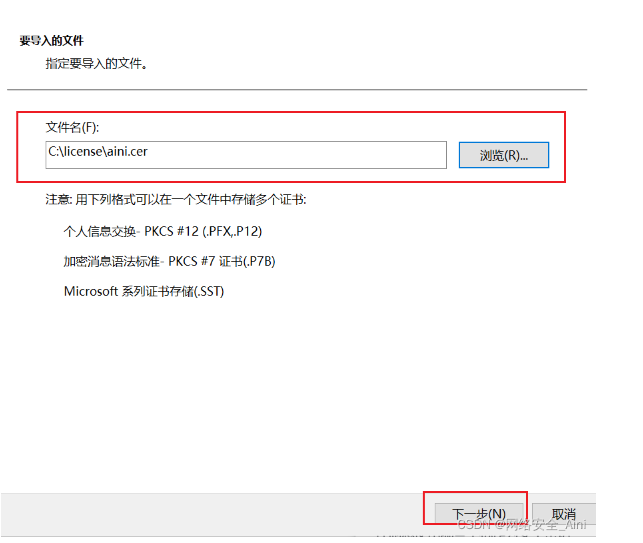 要导入的文件
指定要导入的文件。
文件名(F):
C:\license\aini.cer
浏览(R)...
注意: 用下列格式可以在一个文件中存储多个证书:
个人信息交换- PKCS #12 (.PFX,.P12)
加密消息语法标准- PKCS #7 证书(.P7B)
Microsoft 系列证书存储(.SST)
下一步(N)
取消
CSDN @网络安全_Aini